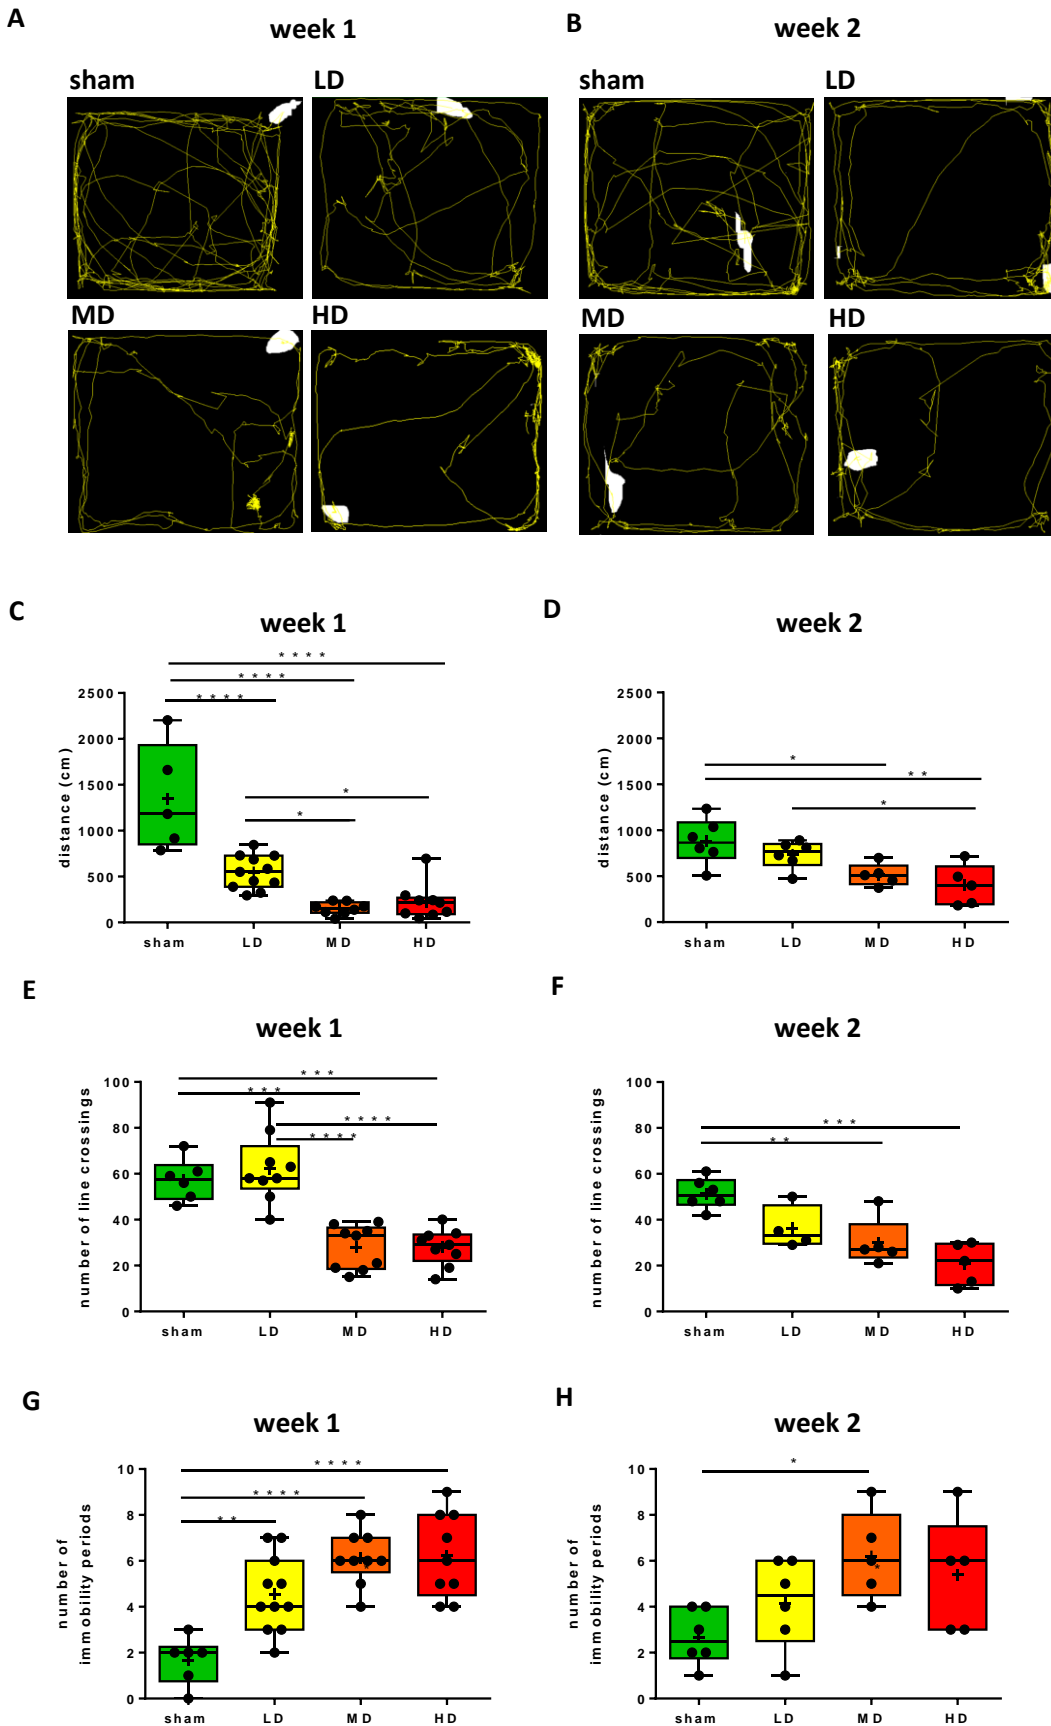 A
week 1
B
week 2
sham
LD
sham
LD
MD
HD
MD
HD
C
week 1
D
week 2
* * * *
* * * *
* * * *
*
*
distance (cm)
2500
2000
1500
1000
500
0
sham
LD
MD
HD
*
* *
*
distance (cm)
2500
2000
1500
1000
500
0
sham
LD
MD
HD
E
week 1
F
week 2
* * *
* * *
* * * *
* * * *
number of line crossings
100
80
60
40
20
0
sham
LD
MD
HD
* * *
* *
number of line crossings
100
80
60
40
20
0
sham
LD
MD
HD
G
week 1
H
week 2
* * * *
* * * *
* *
number of
immobility periods
10
8
6
4
2
0
sham
LD
MD
HD
*
*
number of
immobility periods
10
8
6
4
2
0
sham
LD
MD
HD